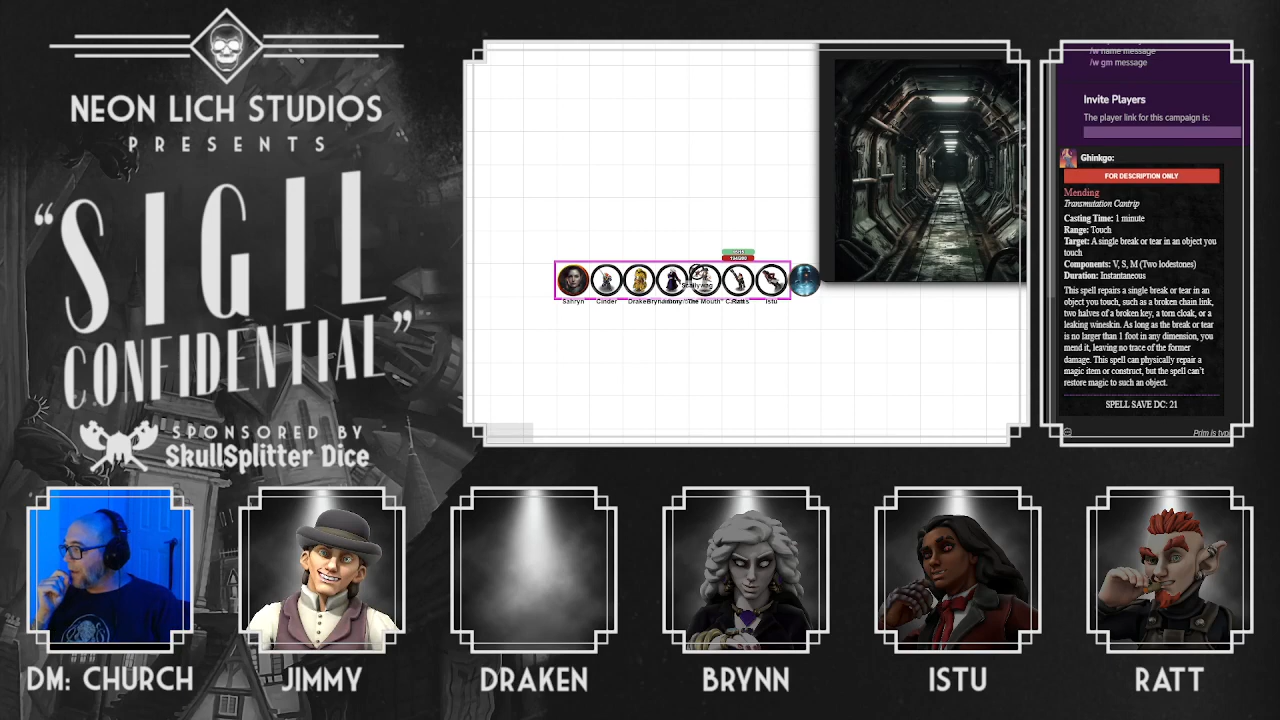 NEON LICH STUDIOS
PRESENTS
“SIGIL
CONFIDENTIAL”
SPONSORED BY
SkullSplitter Dice
Sahryn
Cinder
/w name message
/w gm message
Invite Players
The player link for this campaign is:
Ghinkgo:
FOR DESCRIPTION ONLY
Mending
Transmutation Cantrip
Casting Time: 1 minute
Range: Touch
Target: A single break or tear in an object you
touch
Components: V, S, M (Two lodestones)
Duration: Instantaneous
This spell repairs a single break or tear in an
object you touch, such as a broken chain link,
two halves of a broken key, a torn cloak, or a
leaking wineskin. As long as the break or tear
is no larger than 1 foot in any dimension, you
mend it, leaving no trace of the former
damage. This spell can physically repair a
magic item or construct, but the spell can't
restore magic to such an object.
SPELL SAVE DC: 21
Prim is typ
Scallywag
Istu
DM: CHURCH
JIMMY
DRAKEN
BRYNN
ISTU
RATT